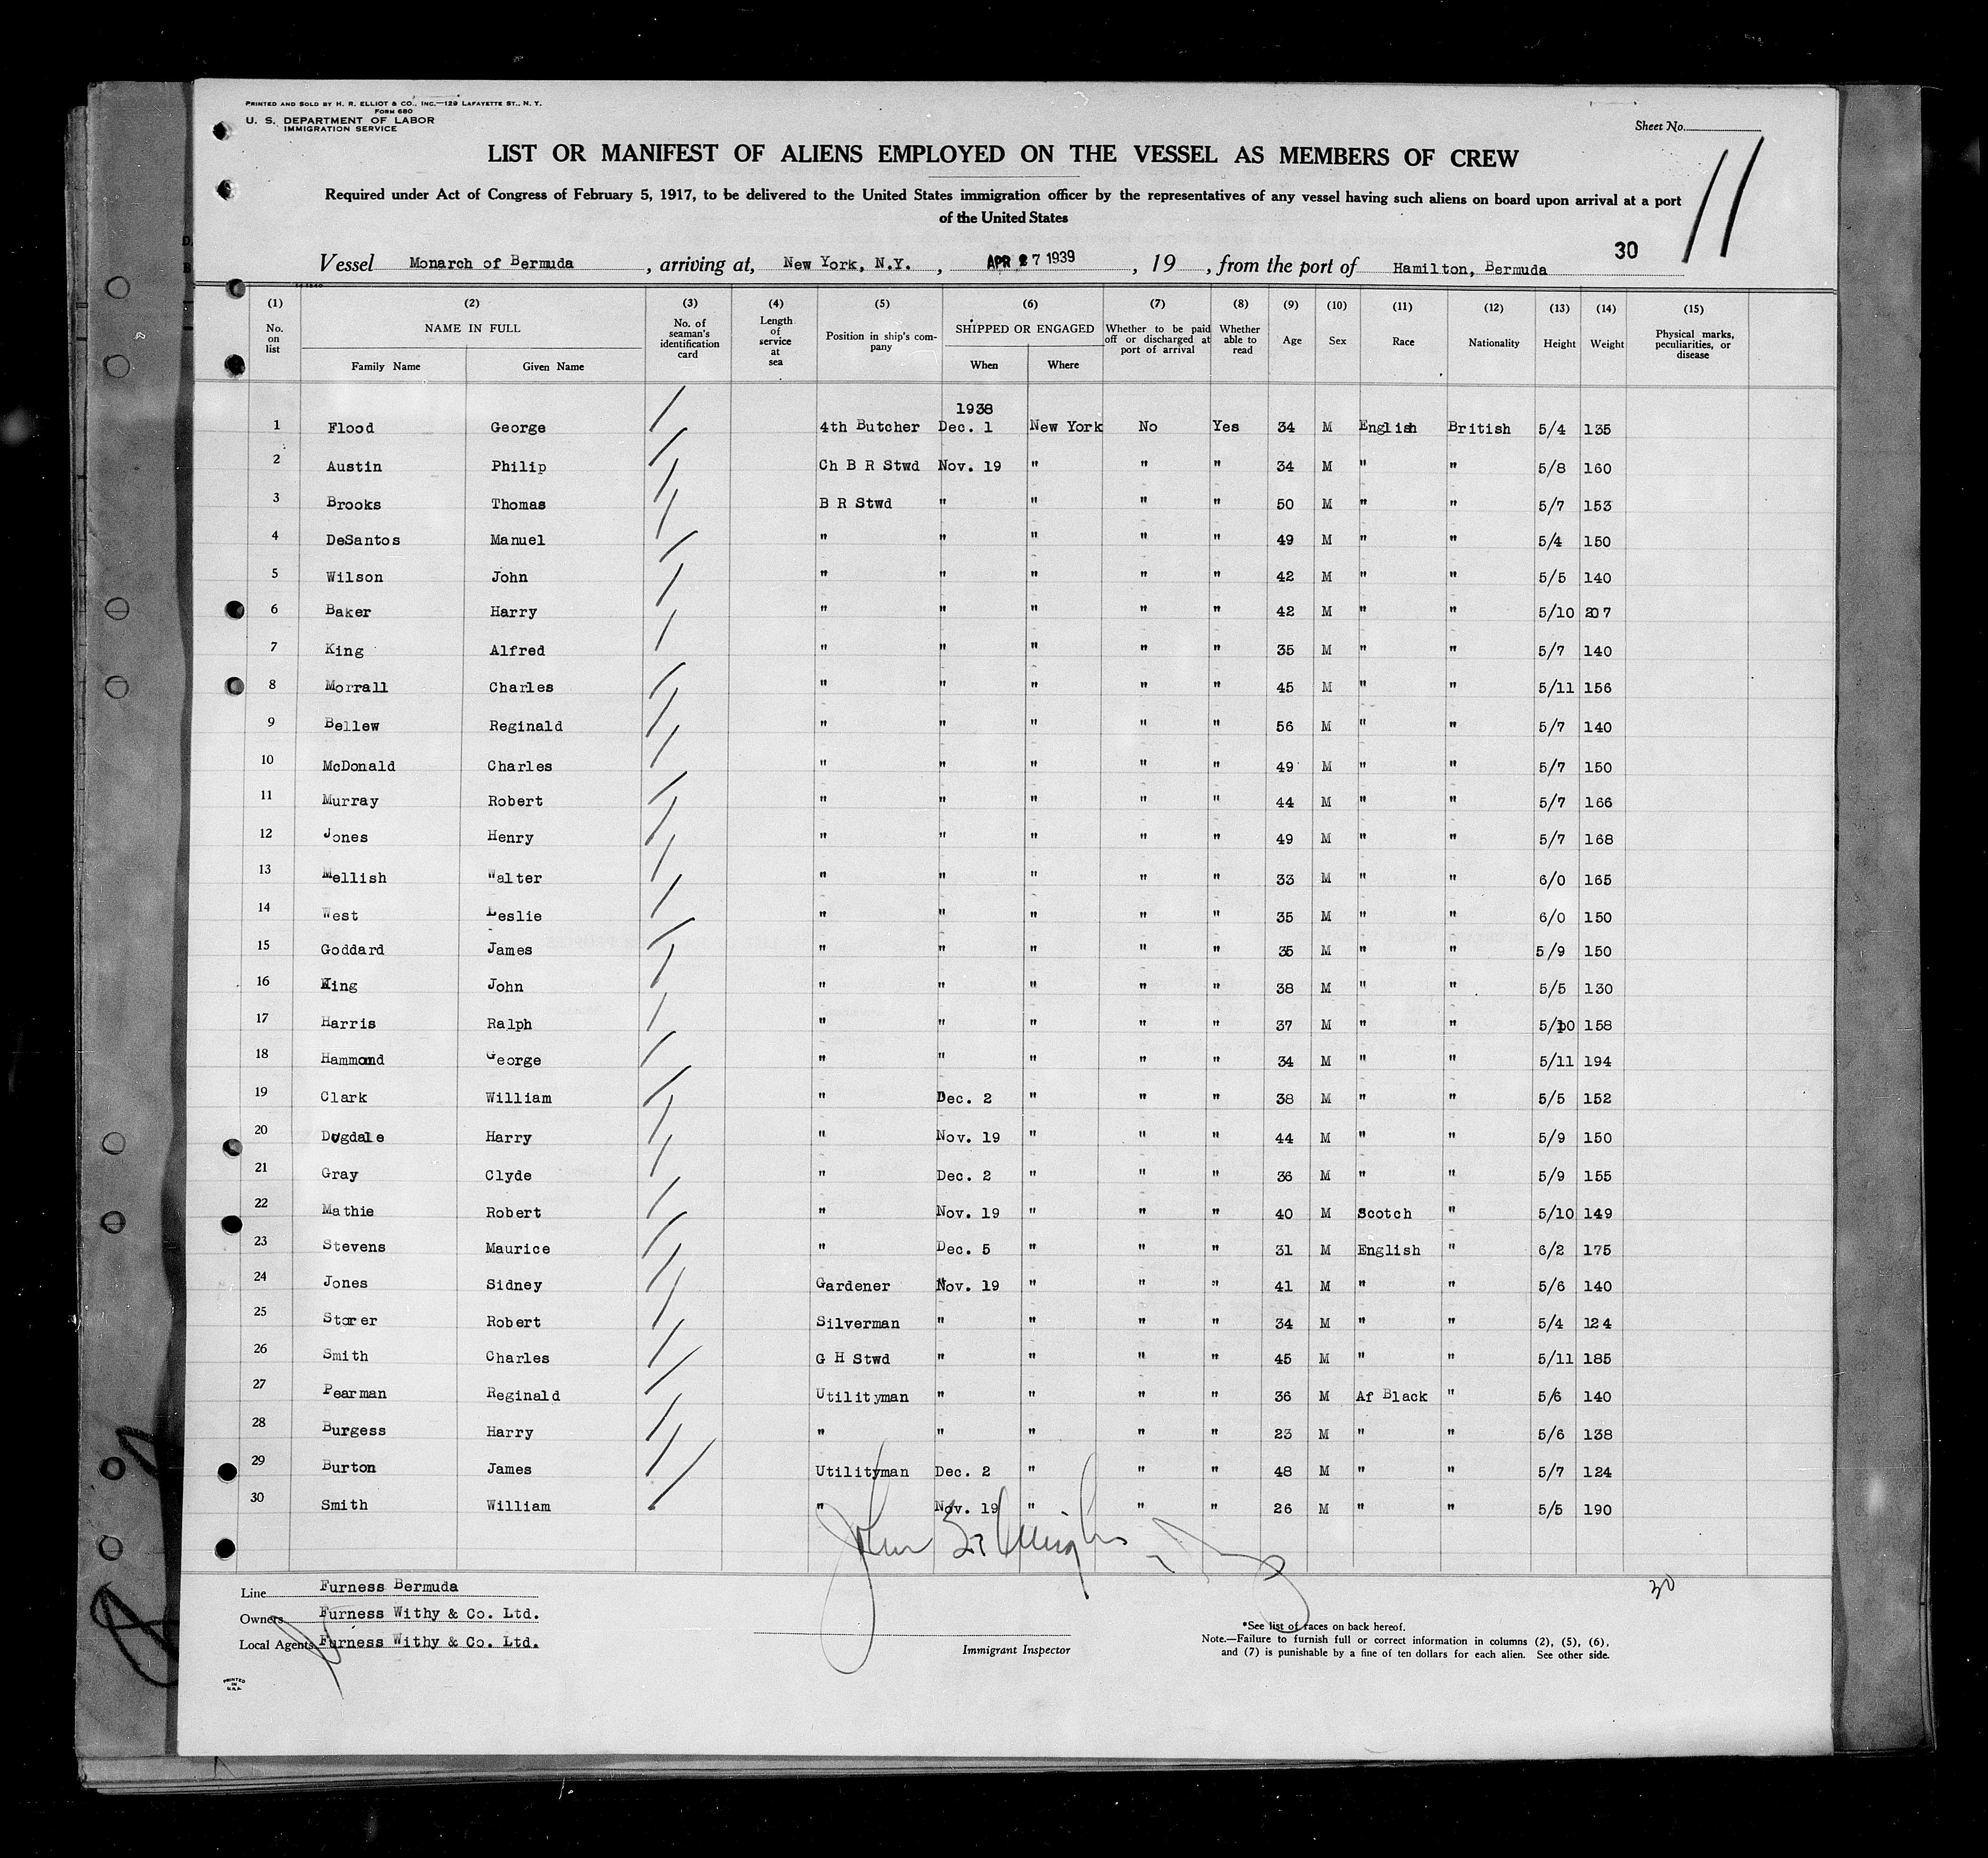 PRINTED AND SOLD BY H. R. ELLIOT & CO., INC.—129 LAFAYETTE ST., N. Y.
FORM 680
U. S. DEPARTMENT OF LABOR
IMMIGRATION SERVICE
Sheet No.
11
LIST OR MANIFEST OF ALIENS EMPLOYED ON THE VESSEL AS MEMBERS OF CREW
Required under Act of Congress of February 5, 1917, to be delivered to the United States immigration officer by the representatives of any vessel having such aliens on board upon arrival at a port
of the United States
30
Vessel Monarch of Bermuda, arriving at, New York, N.Y., APR 27 1939, 19, from the port of Hamilton, Bermuda
(1) (2) (3) (4) (5) (6) (7) (8) (9) (10) (11) (12) (13) (14) (15)
No. on list NAME IN FULL Family Name Given Name No. of seaman's identification card Length of service at sea Position in ship's company SHIPPED OR ENGAGED When Where Whether to be paid off or discharged at port of arrival Whether able to read Age Sex Race Nationality Height Weight Physical marks, peculiarities, or disease
1938
1 Flood George 4th Butcher Dec. 1 New York No Yes 34 M English British 5/4 135
2 Austin Philip Ch B R Stwd Nov. 19 " " " 34 M " " 5/8 160
3 Brooks Thomas B R Stwd " " " " 50 M " " 5/7 153
4 DeSantos Manuel " " " " " 49 M " " 5/4 150
5 Wilson John " " " " " 42 M " " 5/5 140
6 Baker Harry " " " " " 42 M " " 5/10 207
7 King Alfred " " " " " 35 M " " 5/7 140
8 Morrall Charles " " " " " 45 M " " 5/11 156
9 Bellew Reginald " " " " " 56 M " " 5/7 140
10 McDonald Charles " " " " " 49 M " " 5/7 150
11 Murray Robert " " " " " 44 M " " 5/7 166
12 Jones Henry " " " " " 49 M " " 5/7 168
13 Mellish Walter " " " " " 33 M " " 6/0 165
14 West Leslie " " " " " 35 M " " 6/0 150
15 Goddard James " " " " " 35 M " " 5/9 150
16 King John " " " " " 38 M " " 5/5 130
17 Harris Ralph " " " " " 37 M " " 5/10 158
18 Hammond George " " " " " 34 M " " 5/11 194
19 Clark William " Dec. 2 " " " 38 M " " 5/5 152
20 Dugdale Harry " Nov. 19 " " " 44 M " " 5/9 150
21 Gray Clyde " Dec. 2 " " " 36 M " " 5/9 155
22 Mathie Robert " Nov. 19 " " " 40 M Scotch " 5/10 149
23 Stevens Maurice " Dec. 5 " " " 31 M English " 6/2 175
24 Jones Sidney Gardener Nov. 19 " " " 41 M " " 5/6 140
25 Storer Robert Silverman " " " " 34 M " " 5/4 124
26 Smith Charles G H Stwd " " " " 45 M " " 5/11 185
27 Pearman Reginald Utilityman " " " " 36 M Af Black " 5/6 140
28 Burgess Harry " " " " " 23 M " " 5/6 138
29 Burton James Utilityman Dec. 2 " " " 48 M " " 5/7 124
30 Smith William " Nov. 19 " " " 26 M " " 5/5 190
Line Furness Bermuda
Owners Furness Withy & Co. Ltd.
Local Agents Furness Withy & Co. Ltd.
Immigrant Inspector
30
*See list of races on back hereof.
Note.—Failure to furnish full or correct information in columns (2), (5), (6),
and (7) is punishable by a fine of ten dollars for each alien. See other side.
PRINTED
IN
U.S.A.